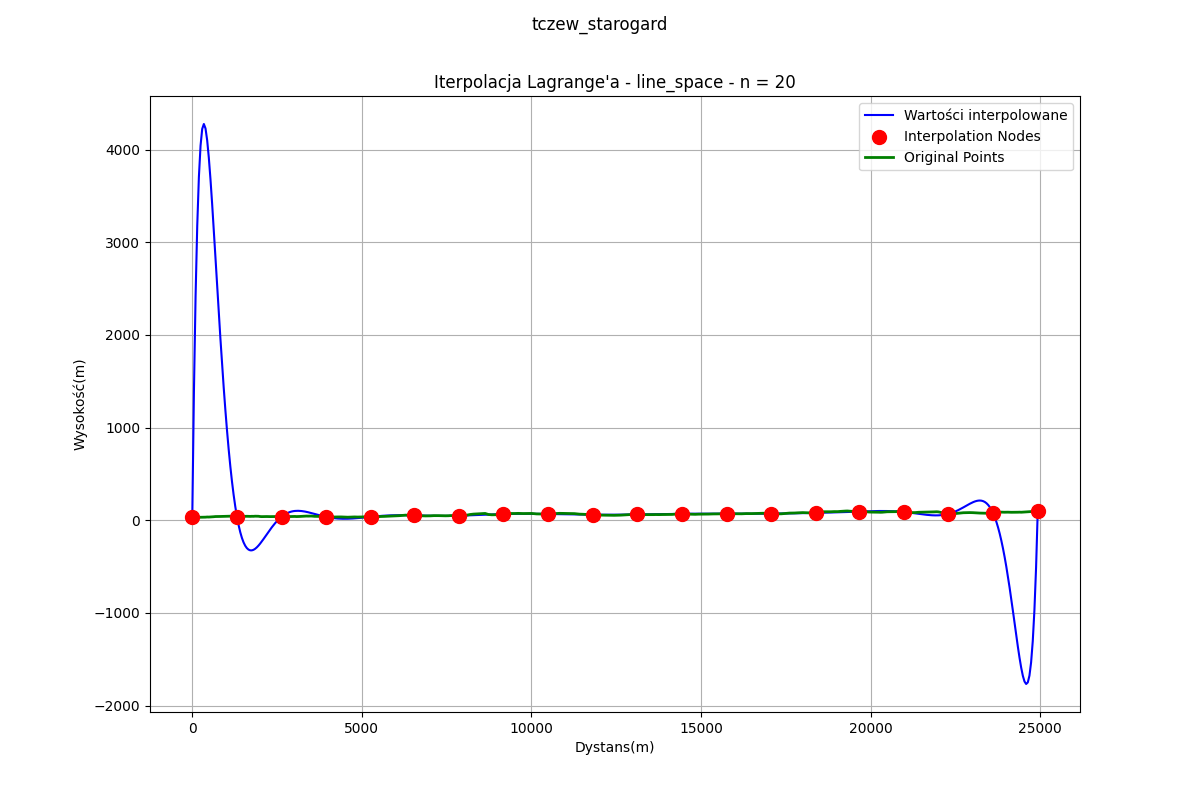 tczew_starogard
Iterpolacja Lagrange'a - line_space - n = 20
Wartości interpolowane
Interpolation Nodes
Original Points
4000
3000
2000
1000
0
−1000
−2000
Wysokość(m)
0 5000 10000 15000 20000 25000
Dystans(m)